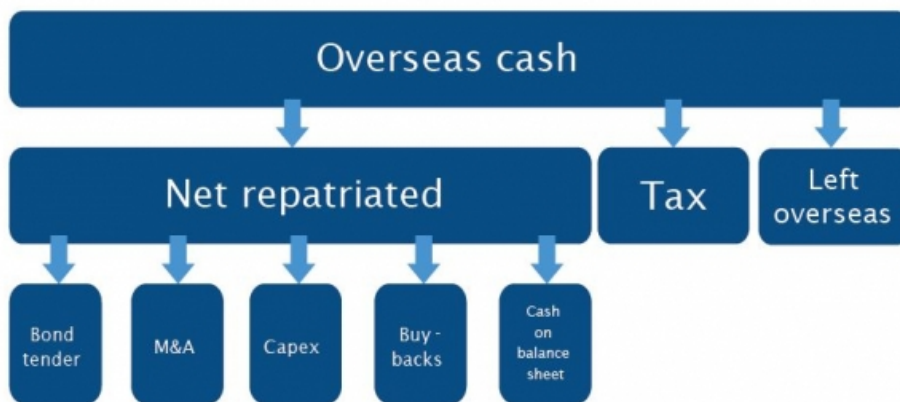 Overseas cash
Net repatriated
Tax
Left
overseas
Bond
tender
M&A
Capex
Buy-
backs
Cash
on
balance
sheet